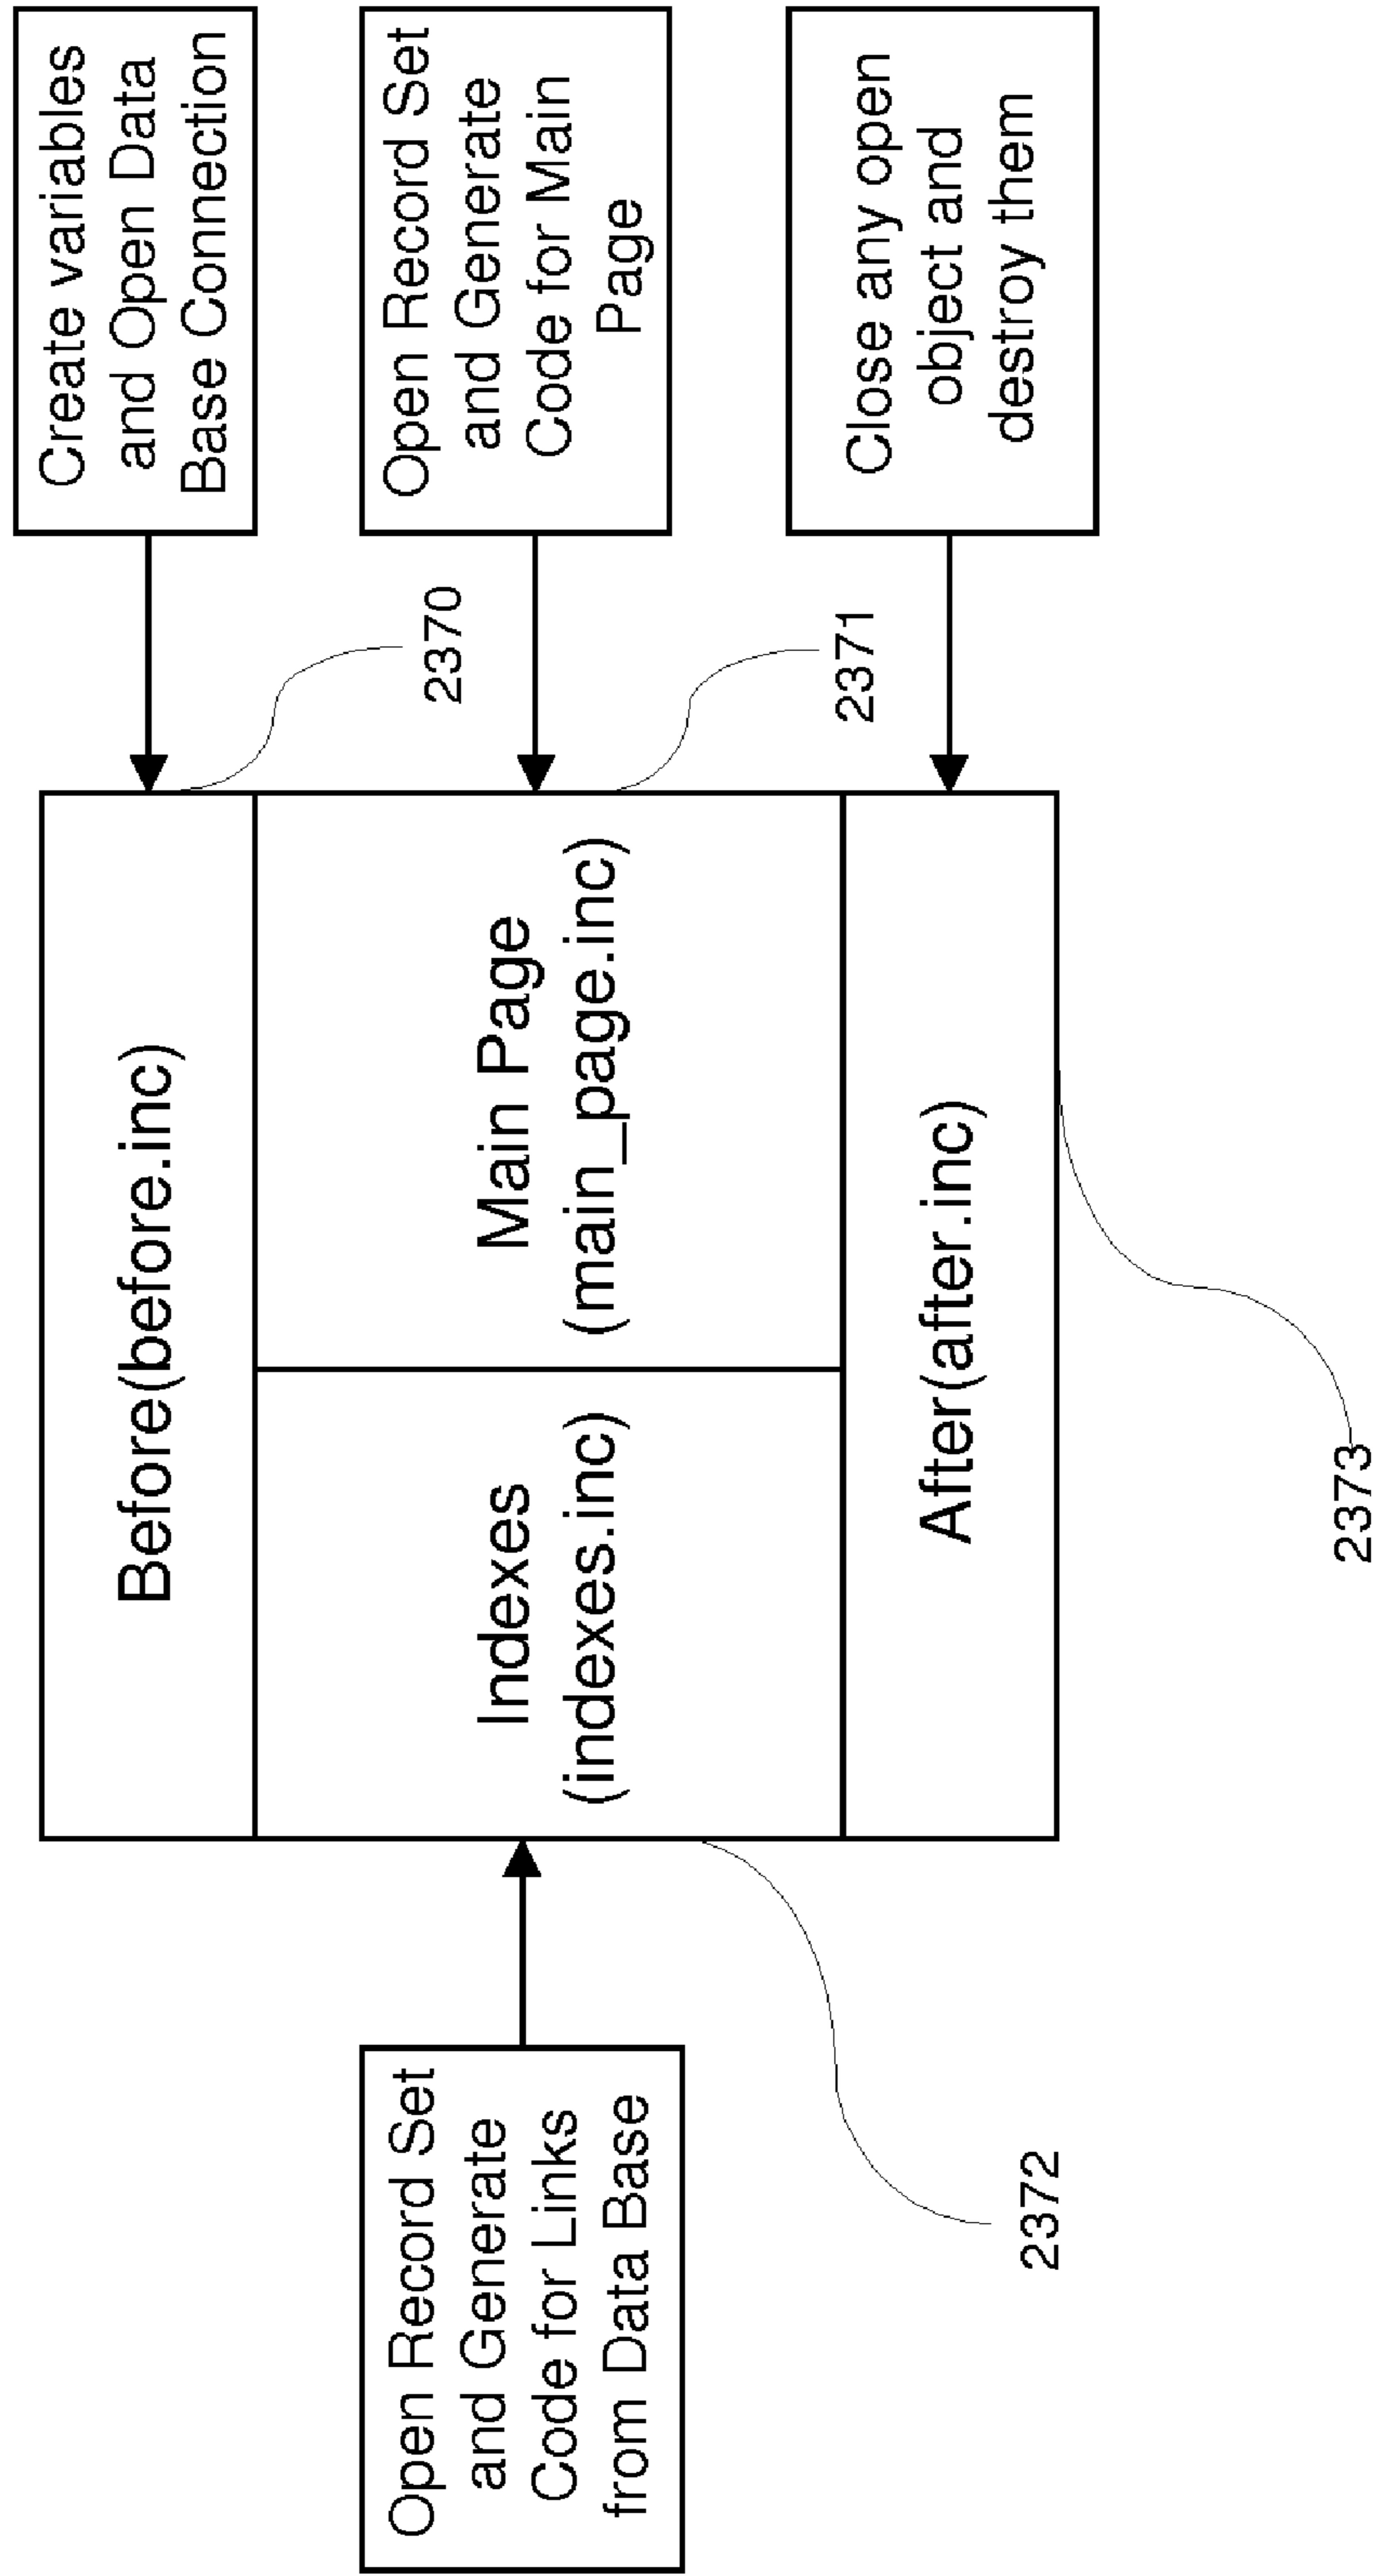 Create variables
and Open Data
Base Connection
Open Record Set
and Generate
Code for Main
Page
Close any open
object and
destroy them
2370
2371
Before(before.inc)
Main Page
(main_page.inc)
Indexes
(indexes.inc)
After(after.inc)
2373
2372
Open Record Set
and Generate
Code for Links
from Data Base